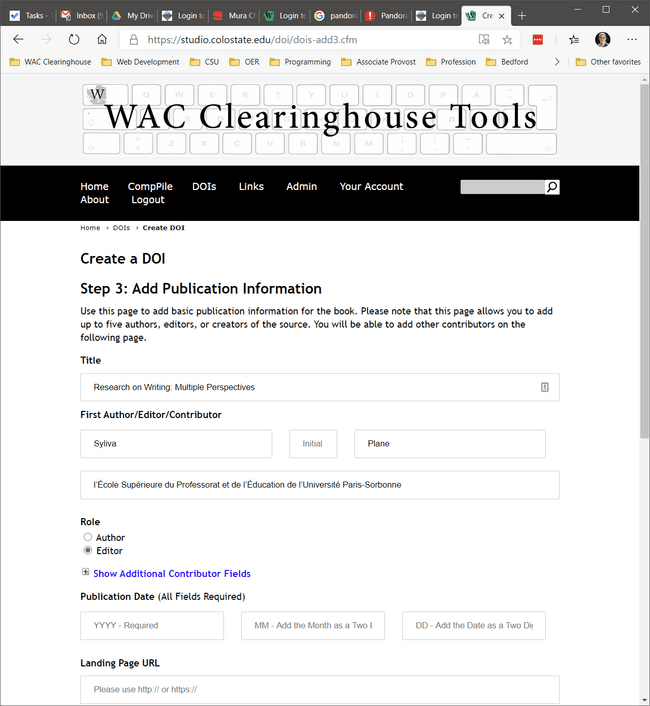 Tasks -
Inbox (5
My Driv
Login to
Mura C
Login to
pandora
Pandora
Login to
Cre
https://studio.colostate.edu/doi/dois-add3.cfm
WAC Clearinghouse
Web Development
CSU
OER
Programming
Associate Provost
Profession
Bedford
Other favorites
W
WAC Clearinghouse Tools
Home CompPile DOIs Links Admin Your Account
About Logout
Home › DOIs › Create DOI
Create a DOI
Step 3: Add Publication Information
Use this page to add basic publication information for the book. Please note that this page allows you to add
up to five authors, editors, or creators of the source. You will be able to add other contributors on the
following page.
Title
Research on Writing: Multiple Perspectives
First Author/Editor/Contributor
Syliva Initial Plane
l'École Supérieure du Professorat et de l'Éducation de l'Université Paris-Sorbonne
Role
Author
Editor
Show Additional Contributor Fields
Publication Date (All Fields Required)
YYYY - Required MM - Add the Month as a Two DD - Add the Date as a Two Di
Landing Page URL
Please use http:// or https://